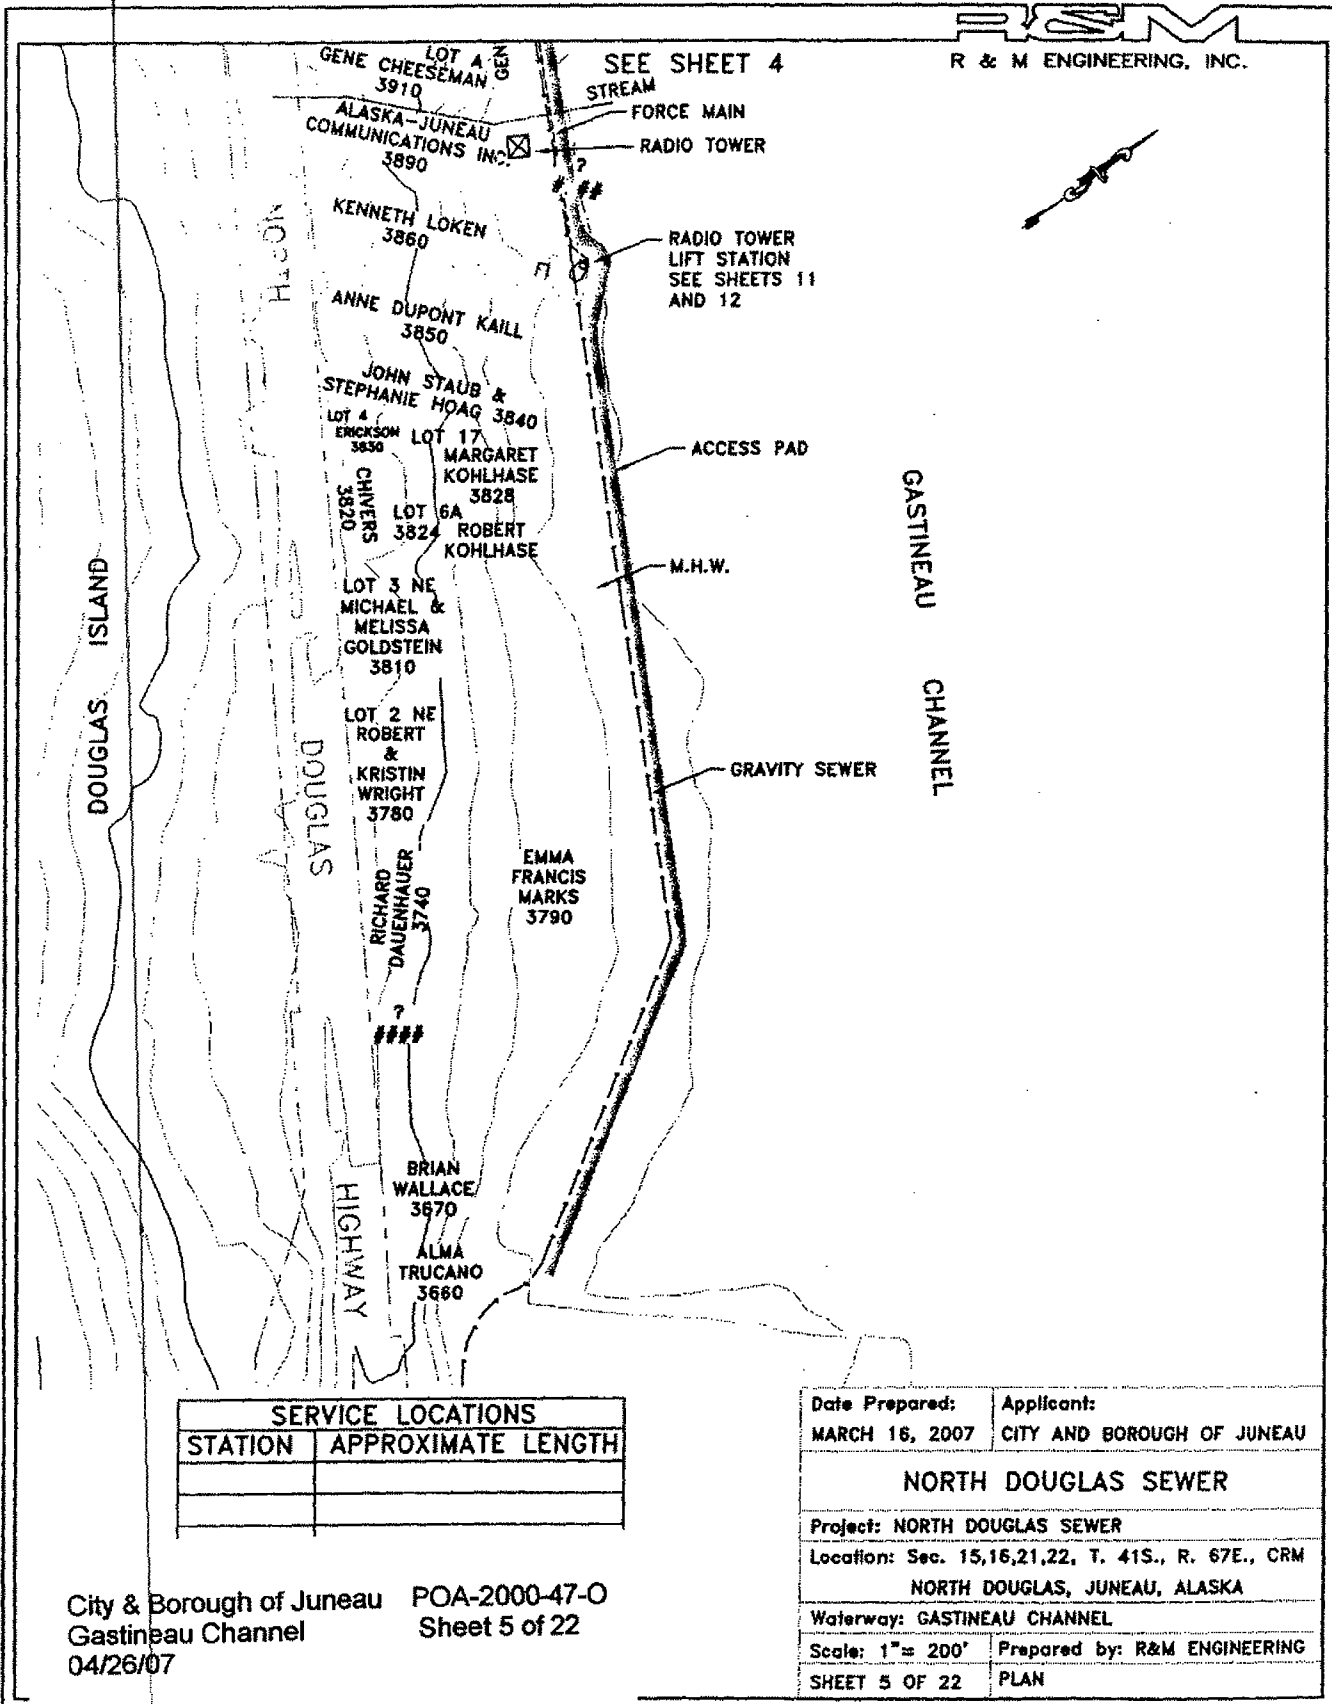 R&M
R & M ENGINEERING, INC.
SEE SHEET 4
LOT A
GENE CHEESEMAN
3910
GEN
STREAM
FORCE MAIN
ALASKA-JUNEAU
COMMUNICATIONS INC.
3890
RADIO TOWER
?
# ##
KENNETH LOKEN
3860
RADIO TOWER
LIFT STATION
SEE SHEETS 11
AND 12
ANNE DUPONT KAILL
3850
JOHN STAUB &
STEPHANIE HOAG 3840
LOT 4
ERICKSON
3830
LOT 17
MARGARET
KOHLHASE
3828
ACCESS PAD
CHIVERS
3820
LOT 6A
3824
ROBERT
KOHLHASE
M.H.W.
LOT 3 NE
MICHAEL &
MELISSA
GOLDSTEIN
3810
LOT 2 NE
ROBERT
&
KRISTIN
WRIGHT
3780
GRAVITY SEWER
RICHARD
DAUENHAUER
3740
EMMA
FRANCIS
MARKS
3790
?
####
BRIAN
WALLACE
3670
ALMA
TRUCANO
3660
DOUGLAS ISLAND
NORTH DOUGLAS HIGHWAY
GASTINEAU CHANNEL
SERVICE LOCATIONS
STATION APPROXIMATE LENGTH
City & Borough of Juneau POA-2000-47-O
Gastineau Channel Sheet 5 of 22
04/26/07
Date Prepared: Applicant:
MARCH 16, 2007 CITY AND BOROUGH OF JUNEAU
NORTH DOUGLAS SEWER
Project: NORTH DOUGLAS SEWER
Location: Sec. 15,16,21,22, T. 41S., R. 67E., CRM
NORTH DOUGLAS, JUNEAU, ALASKA
Waterway: GASTINEAU CHANNEL
Scale: 1"= 200' Prepared by: R&M ENGINEERING
SHEET 5 OF 22 PLAN